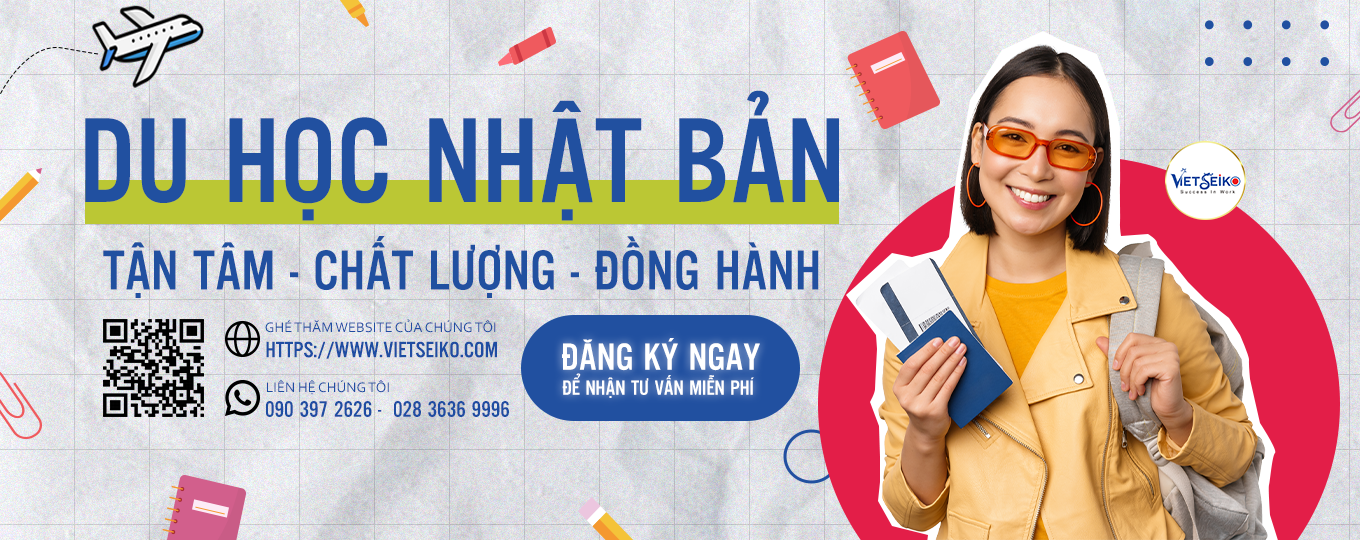 DU HỌC NHẬT BẢN
TẬN TÂM - CHẤT LƯỢNG - ĐỒNG HÀNH
GHÉ THĂM WEBSITE CỦA CHÚNG TÔI
HTTPS://WWW.VIETSEIKO.COM
LIÊN HỆ CHÚNG TÔI
090 397 2626 - 028 3636 9996
ĐĂNG KÝ NGAY
ĐỂ NHẬN TƯ VẤN MIỄN PHÍ
VIETSEIKO
Success In Work